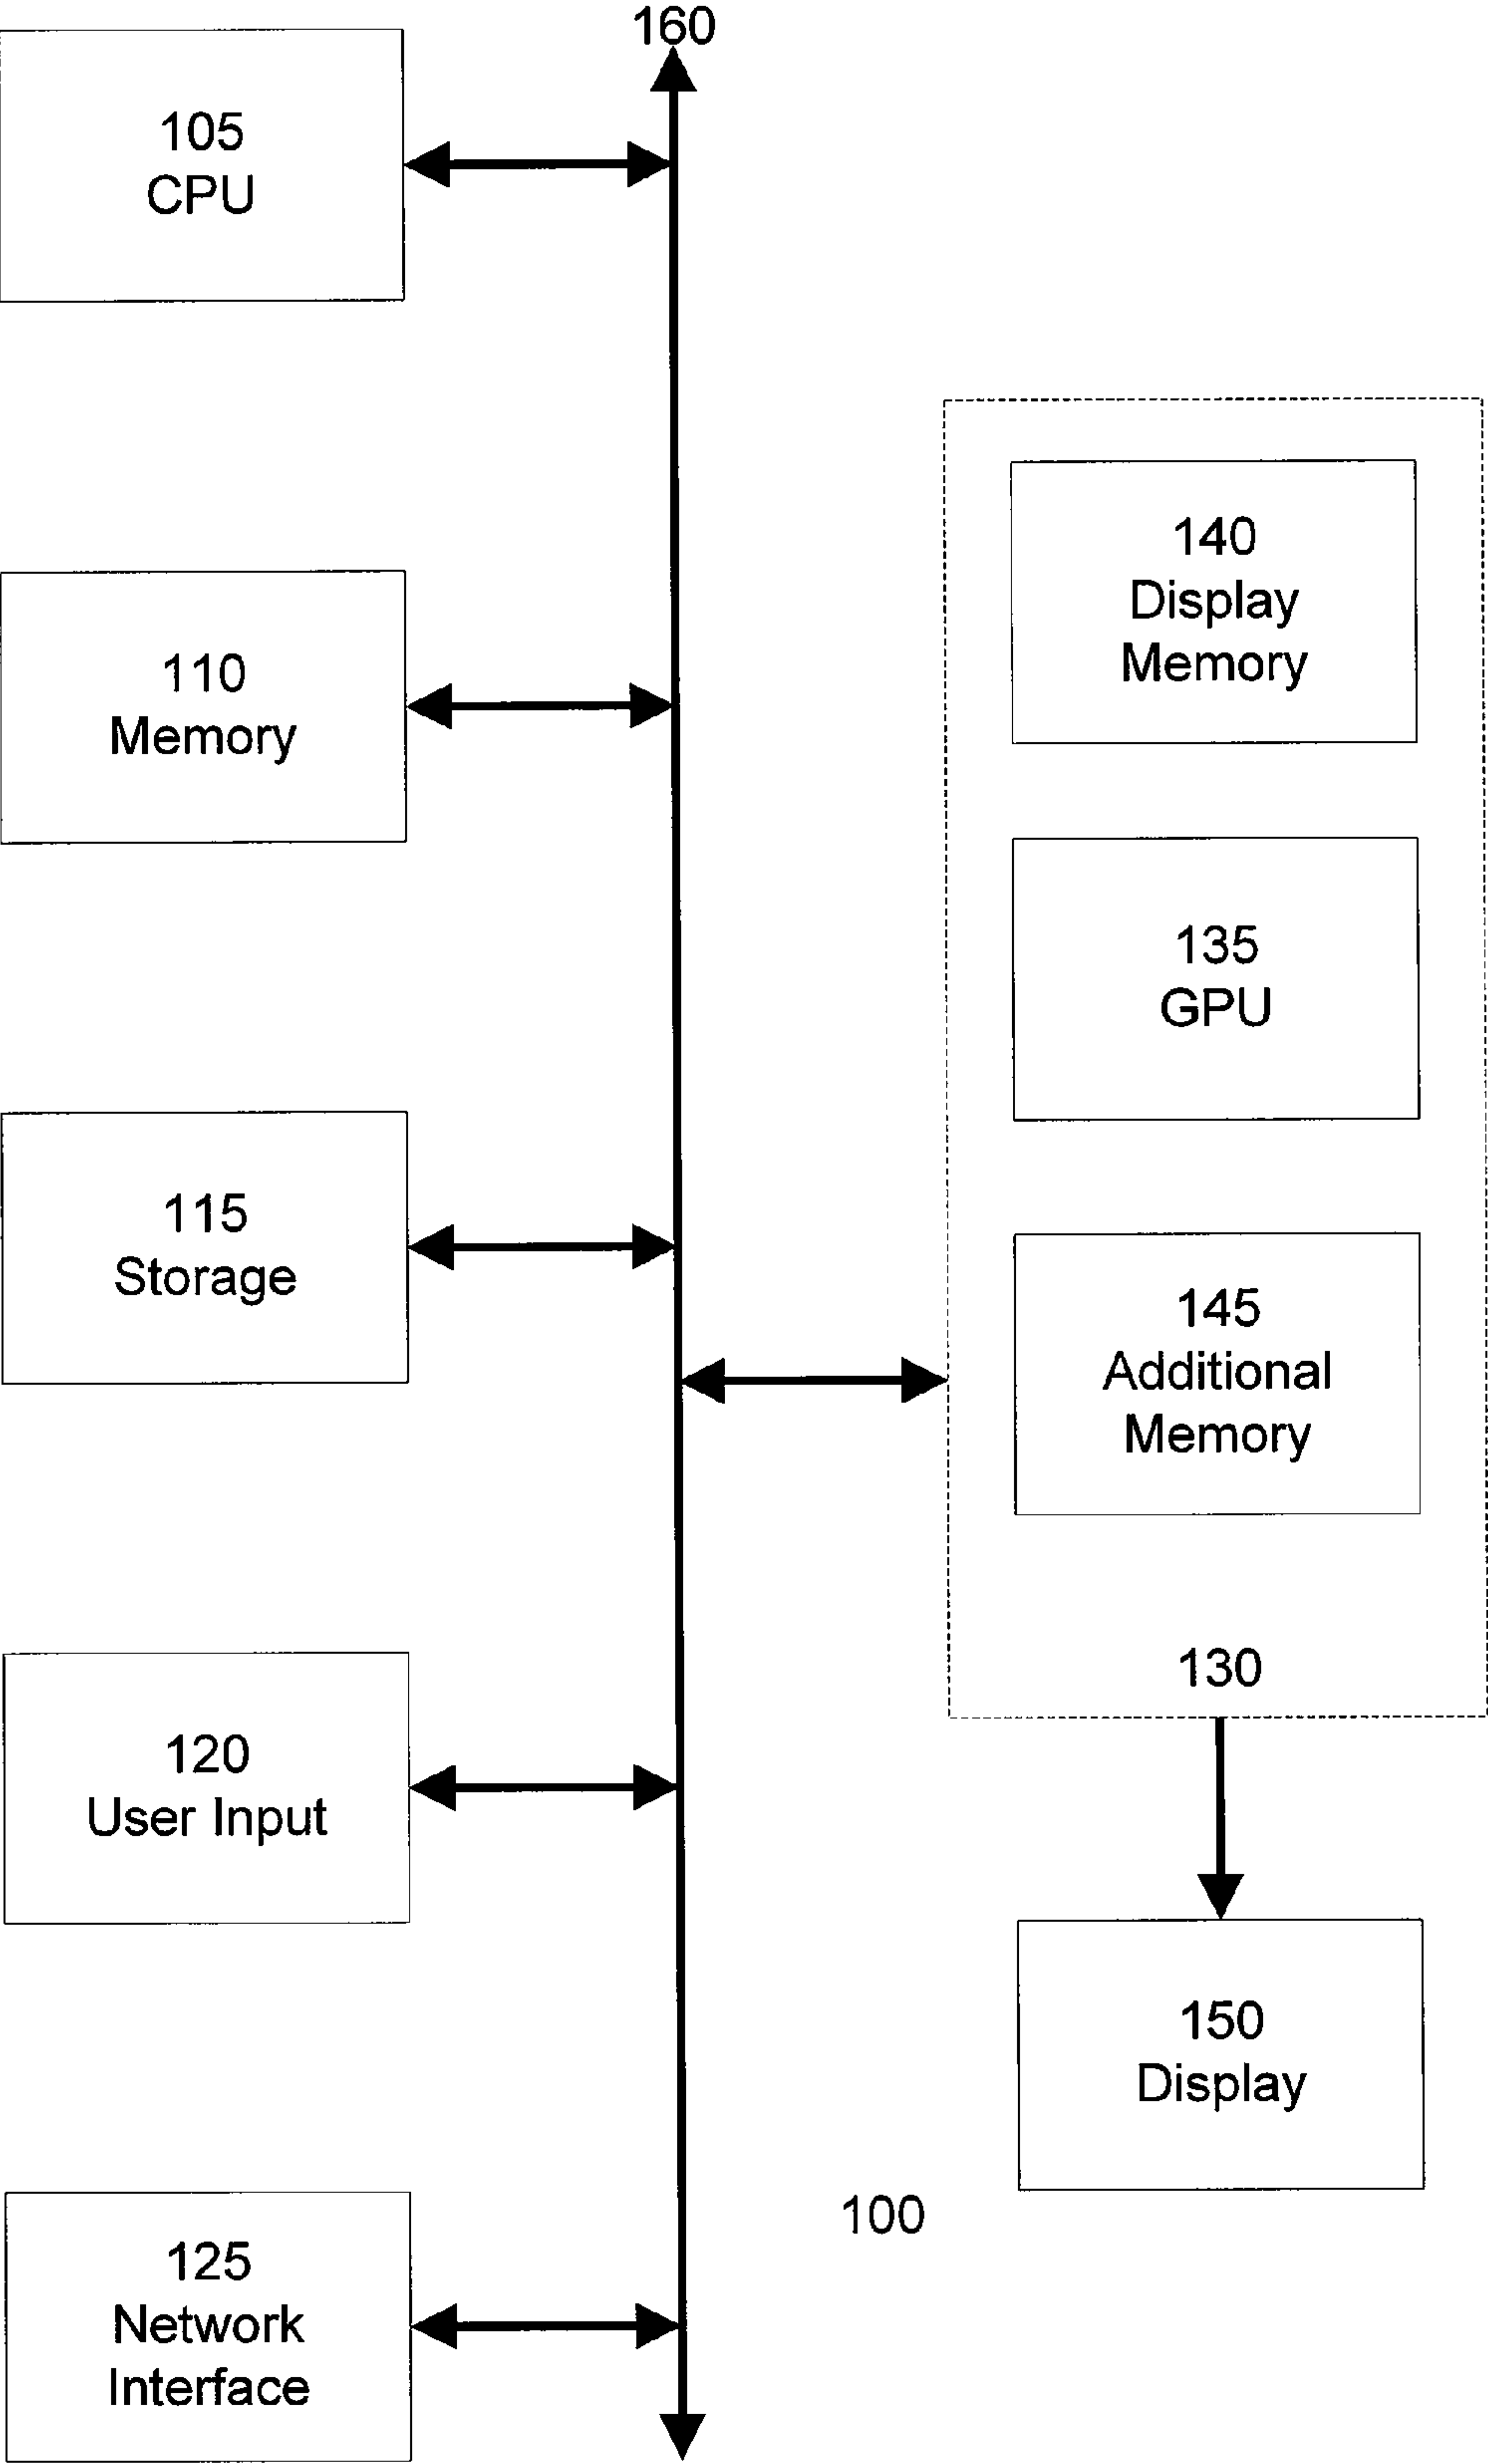 160
105
CPU
110
Memory
115
Storage
120
User Input
125
Network
Interface
140
Display
Memory
135
GPU
145
Additional
Memory
130
150
Display
100